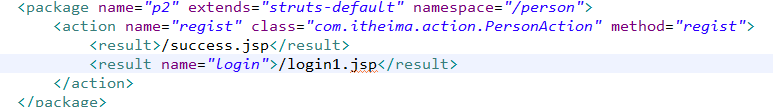 <package name="p2" extends="struts-default" namespace="/person">
<action name="regist" class="com.itheima.action.PersonAction" method="regist">
<result>/success.jsp</result>
<result name="login">/login1.jsp</result>
</action>
</package>